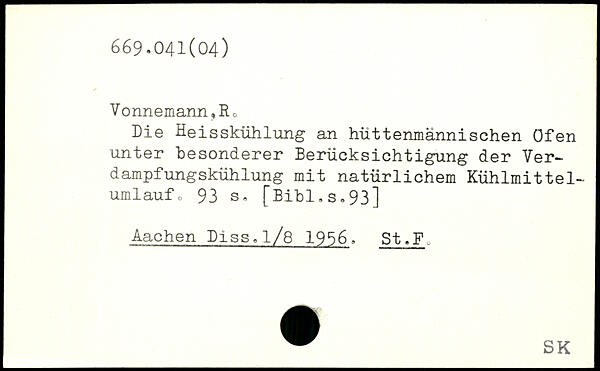 669.041(04)
Vonnemann,R.
Die Heisskühlung an hüttenmännischen Öfen
unter besonderer Berücksichtigung der Ver-
dampfungskühlung mit natürlichem Kühlmittel-
umlauf. 93 s. [Bibl.s.93]
Aachen Diss.1/8 1956. St.F.
SK